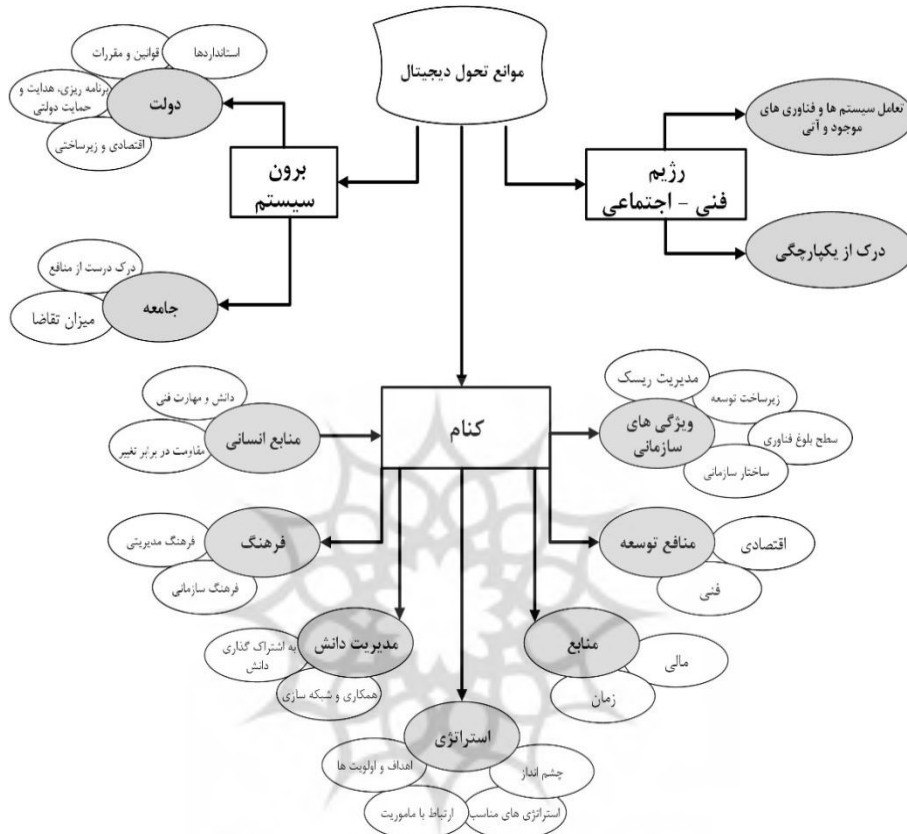 موانع تحول دیجیتال
استانداردها
قوانین و مقررات
برنامه ریزی، هدایت و
حمایت دولتی
اقتصادی و زیرساختی
دولت
برون
سیستم
جامعه
درک درست از منافع
میزان تقاضا
رژیم
فنی - اجتماعی
تعامل سیستم ها و فناوری های
موجود و آتی
درک از یکپارچگی
کنام
مدیریت ریسک
زیرساخت توسعه
سطح بلوغ فناوری
ساختار سازمانی
ویژگی های
سازمانی
منافع توسعه
اقتصادی
فنی
منابع
مالی
زمان
استراتژی
چشم انداز
استراتژی های مناسب
ارتباط با ماموریت
اهداف و اولویت ها
مدیریت دانش
به اشتراک گذاری
دانش
همکاری و شبکه سازی
فرهنگ
فرهنگ مدیریتی
فرهنگ سازمانی
منابع انسانی
دانش و مهارت فنی
مقاومت در برابر تغییر